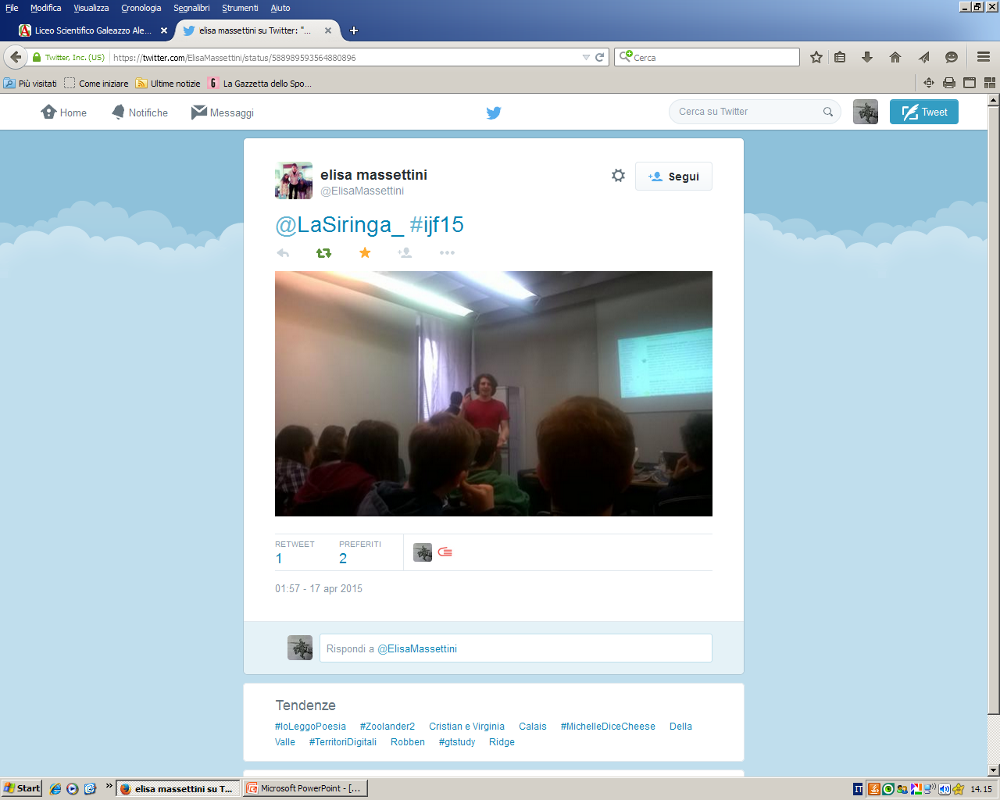 File Modifica Visualizza Cronologia Segnalibri Strumenti Aiuto
Liceo Scientifico Galeazzo Ale... elisa massettini su Twitter: "...
Twitter, Inc. (US) https://twitter.com/ElisaMassettini/status/588989593564880896 Cerca
Più visitati Come iniziare Ultime notizie G La Gazzetta dello Spo...
Home Notifiche Messaggi Cerca su Twitter Tweet
elisa massettini
@ElisaMassettini
Segui
@LaSiringa_ #ijf15
RETWEET PREFERITI
1 2
01:57 - 17 apr 2015
Rispondi a @ElisaMassettini
Tendenze
#IoLeggoPoesia #Zoolander2 Cristian e Virginia Calais #MichelleDiceCheese Della
Valle #TerritoriDigitali Robben #gtstudy Ridge
Start elisa massettini su T... Microsoft PowerPoint - [... IT 14.15